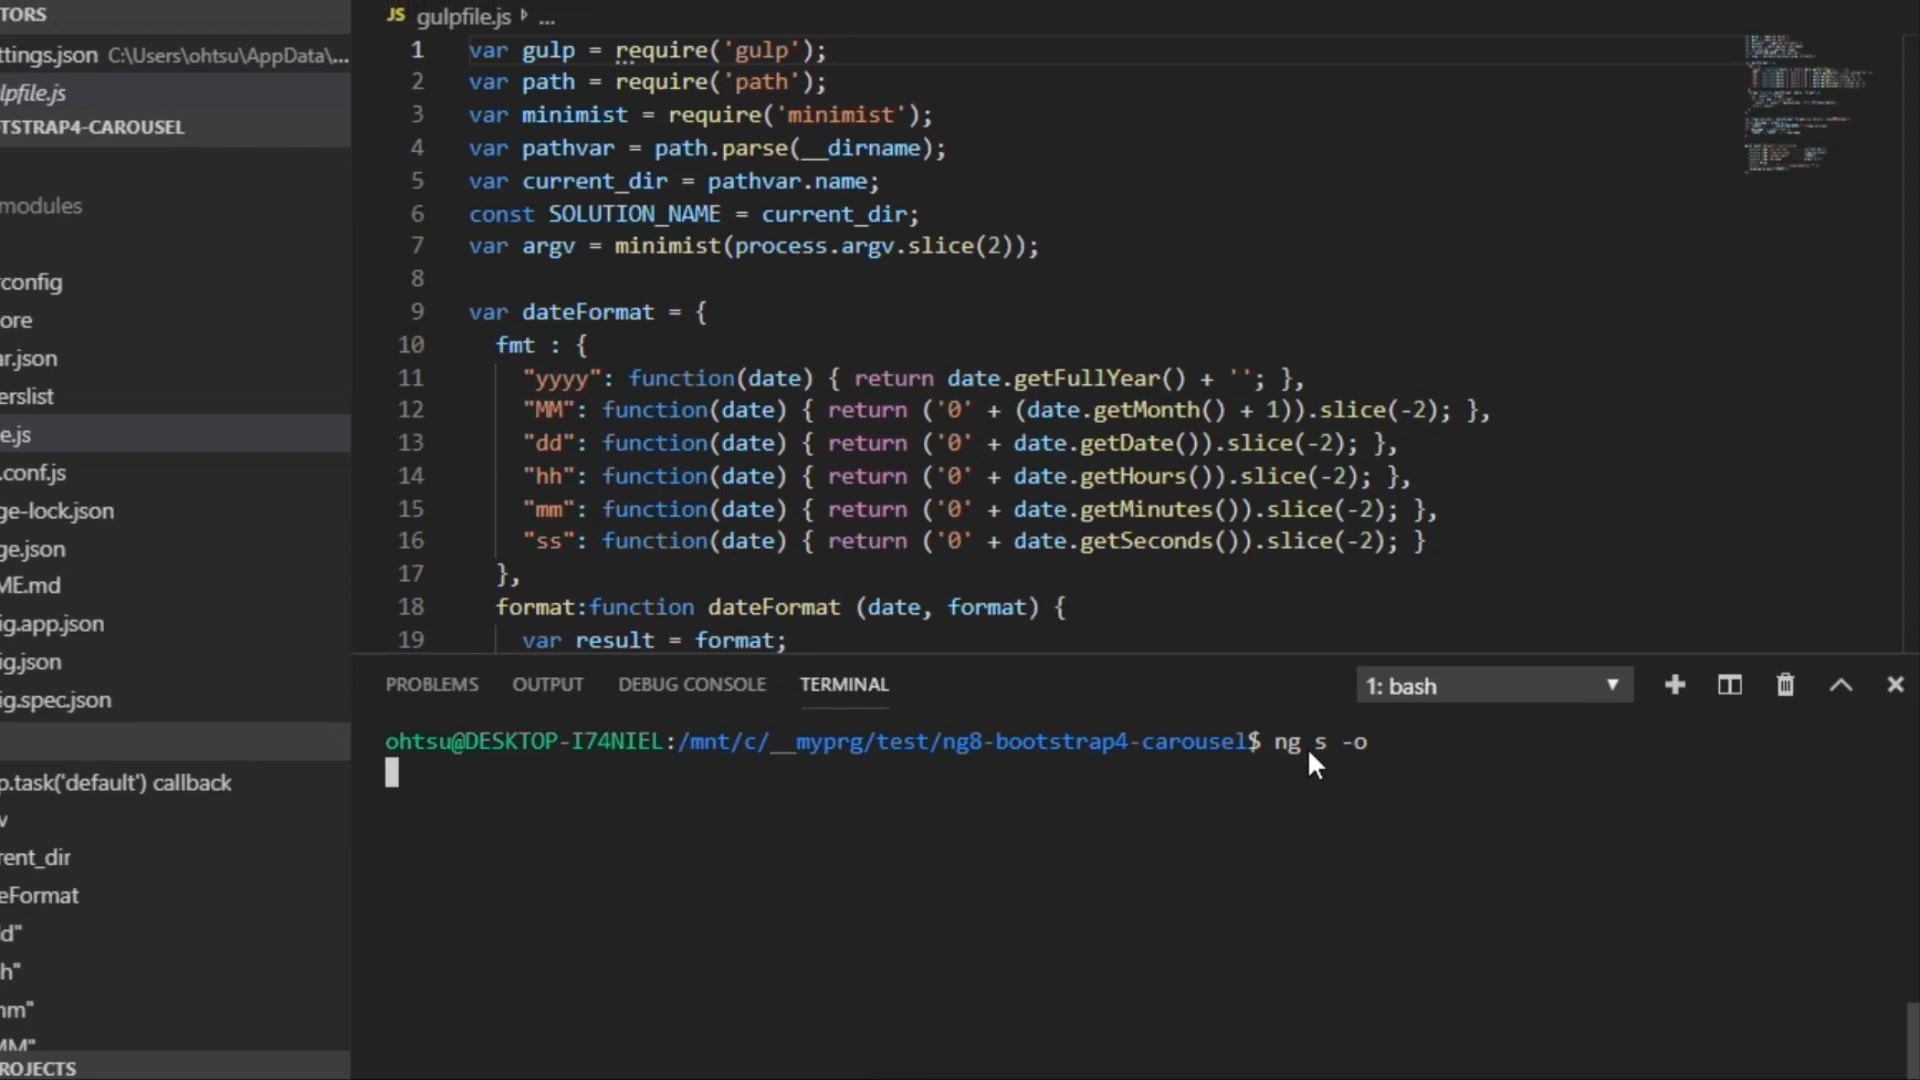 TORS
ttings.json C:\Users\ohtsu\AppData\...
lpfile.js
TSTRAP4-CAROUSEL
modules
rconfig
ore
ar.json
erslist
e.js
.conf.js
ge-lock.json
ge.json
ME.md
ig.app.json
ig.json
ig.spec.json
p.task('default') callback
v
rent_dir
eFormat
ld"
h"
nm"
MM"
ROJECTS
JS gulpfile.js ...
1 var gulp = require('gulp');
2 var path = require('path');
3 var minimist = require('minimist');
4 var pathvar = path.parse(__dirname);
5 var current_dir = pathvar.name;
6 const SOLUTION_NAME = current_dir;
7 var argv = minimist(process.argv.slice(2));
8
9 var dateFormat = {
10 fmt : {
11 "yyyy": function(date) { return date.getFullYear() + ''; },
12 "MM": function(date) { return ('0' + (date.getMonth() + 1)).slice(-2); },
13 "dd": function(date) { return ('0' + date.getDate()).slice(-2); },
14 "hh": function(date) { return ('0' + date.getHours()).slice(-2); },
15 "mm": function(date) { return ('0' + date.getMinutes()).slice(-2); },
16 "ss": function(date) { return ('0' + date.getSeconds()).slice(-2); }
17 },
18 format:function dateFormat (date, format) {
19 var result = format;
PROBLEMS OUTPUT DEBUG CONSOLE TERMINAL 1: bash
ohtsu@DESKTOP-I74NIEL:/mnt/c/__myprg/test/ng8-bootstrap4-carousel$ ng s -o